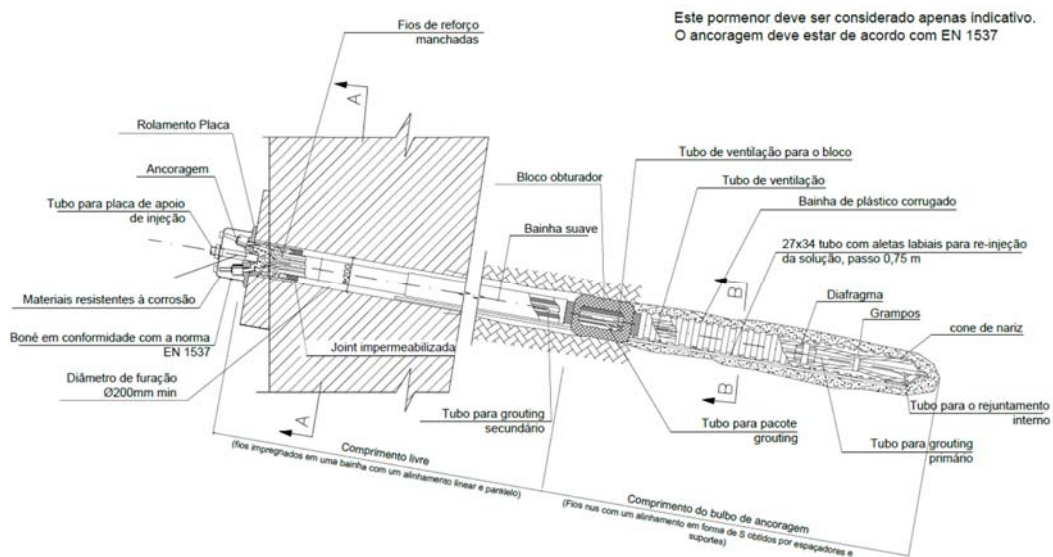 Este pormenor deve ser considerado apenas indicativo.
O ancoragem deve estar de acordo com EN 1537
Fios de reforço
manchadas
A
Rolamento Placa
Ancoragem
Tubo para placa de apoio
de injeção
Materiais resistentes à corrosão
Boné em conformidade com a norma
EN 1537
Diâmetro de furação
Ø200mm min
Ø200
Joint impermeabilizada
A
Bloco obturador
Bainha suave
Tubo de ventilação para o bloco
Tubo de ventilação
Bainha de plástico corrugado
27x34 tubo com aletas labiais para re-injeção
da solução, passo 0,75 m
B
Diafragma
Grampos
cone de nariz
B
Tubo para grouting
secundário
Tubo para pacote
grouting
Tubo para o rejuntamento
interno
Tubo para grouting
primário
Comprimento livre
(fios impregnados em uma bainha com um alinhamento linear e paralelo)
Comprimento do bulbo de ancoragem
(Fios nus com um alinhamento em forma de S obtidos por espaçadores e
suportes)